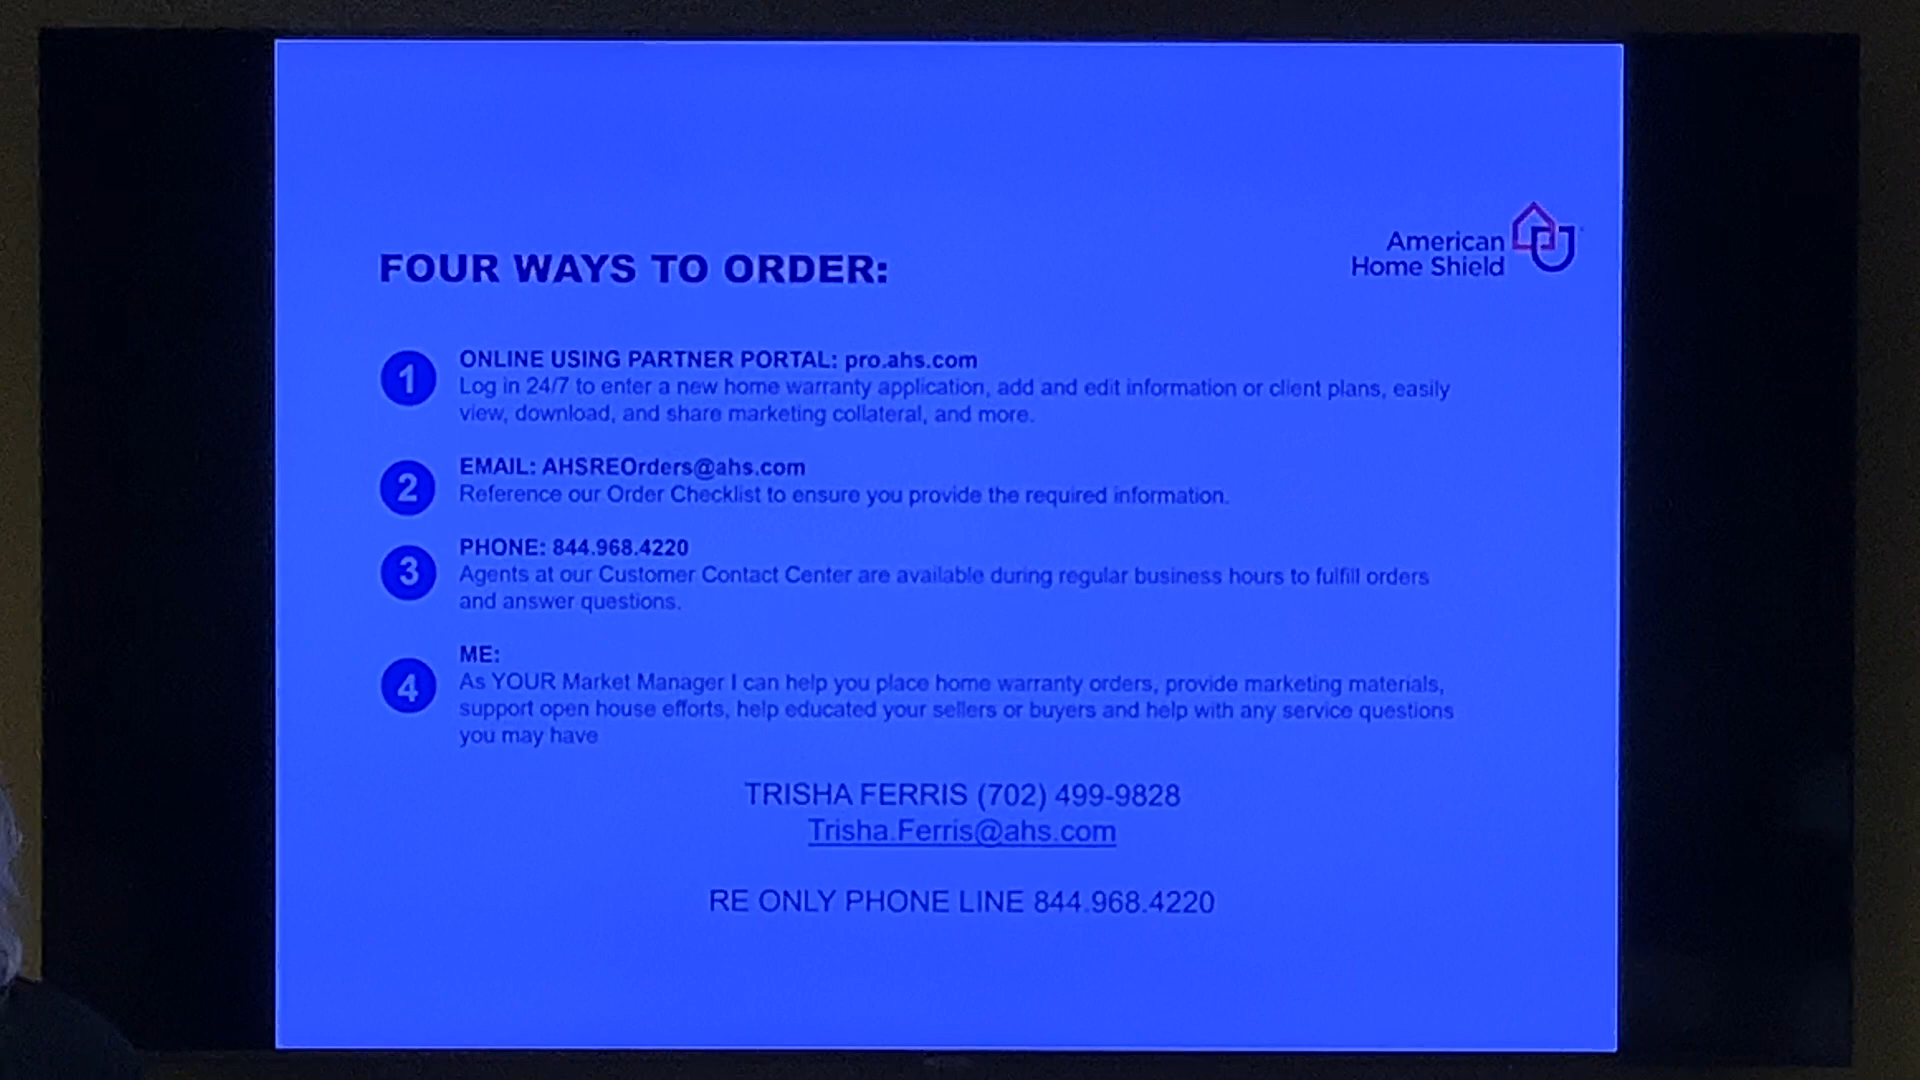 American
Home Shield
FOUR WAYS TO ORDER:
1
ONLINE USING PARTNER PORTAL: pro.ahs.com
Log in 24/7 to enter a new home warranty application, add and edit information or client plans, easily
view, download, and share marketing collateral, and more.
2
EMAIL: AHSREOrders@ahs.com
Reference our Order Checklist to ensure you provide the required information.
3
PHONE: 844.968.4220
Agents at our Customer Contact Center are available during regular business hours to fulfill orders
and answer questions.
4
ME:
As YOUR Market Manager I can help you place home warranty orders, provide marketing materials,
support open house efforts, help educated your sellers or buyers and help with any service questions
you may have
TRISHA FERRIS (702) 499-9828
Trisha.Ferris@ahs.com
RE ONLY PHONE LINE 844.968.4220